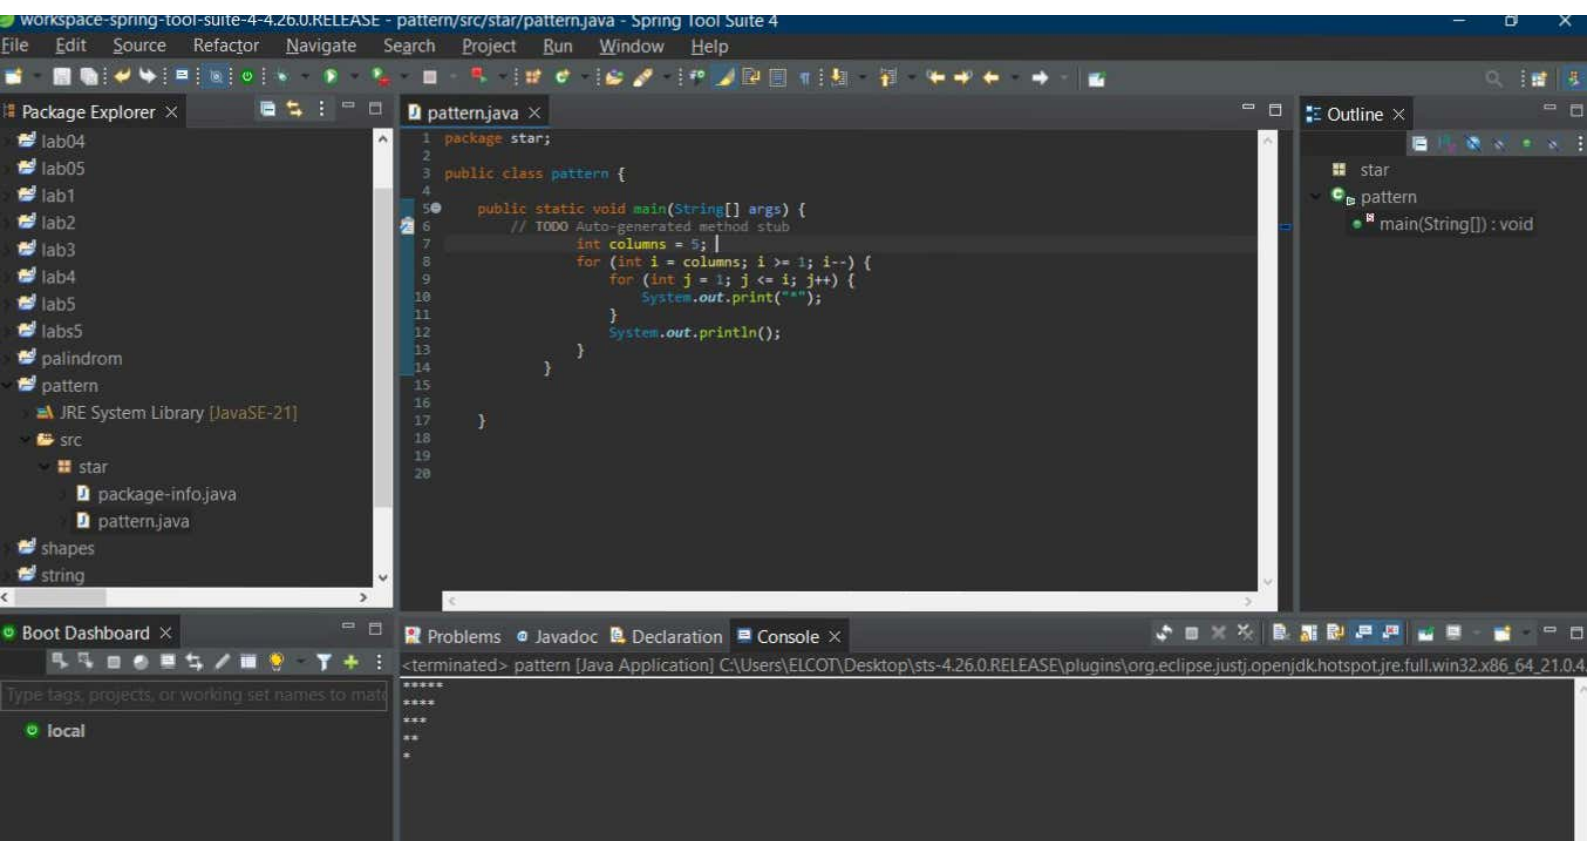 workspace-spring-tool-suite-4-4.26.0.RELEASE - pattern/src/star/pattern.java - Spring Tool Suite 4
File Edit Source Refactor Navigate Search Project Run Window Help
Package Explorer
lab04
lab05
lab1
lab2
lab3
lab4
lab5
labs5
palindrom
pattern
JRE System Library [JavaSE-21]
src
star
package-info.java
pattern.java
shapes
string
pattern.java
1 package star;
2
3 public class pattern {
4
5 public static void main(String[] args) {
6 // TODO Auto-generated method stub
7 int columns = 5;
8 for (int i = columns; i >= 1; i--) {
9 for (int j = 1; j <= i; j++) {
10 System.out.print("*");
11 }
12 System.out.println();
13 }
14 }
15
16
17 }
18
19
20
Outline
star
pattern
main(String[]) : void
Boot Dashboard
Type tags, projects, or working set names to matc
local
Problems Javadoc Declaration Console
<terminated> pattern [Java Application] C:\Users\ELCOT\Desktop\sts-4.26.0.RELEASE\plugins\org.eclipse.justj.openjdk.hotspot.jre.full.win32.x86_64_21.0.4.
*****
****
***
**
*